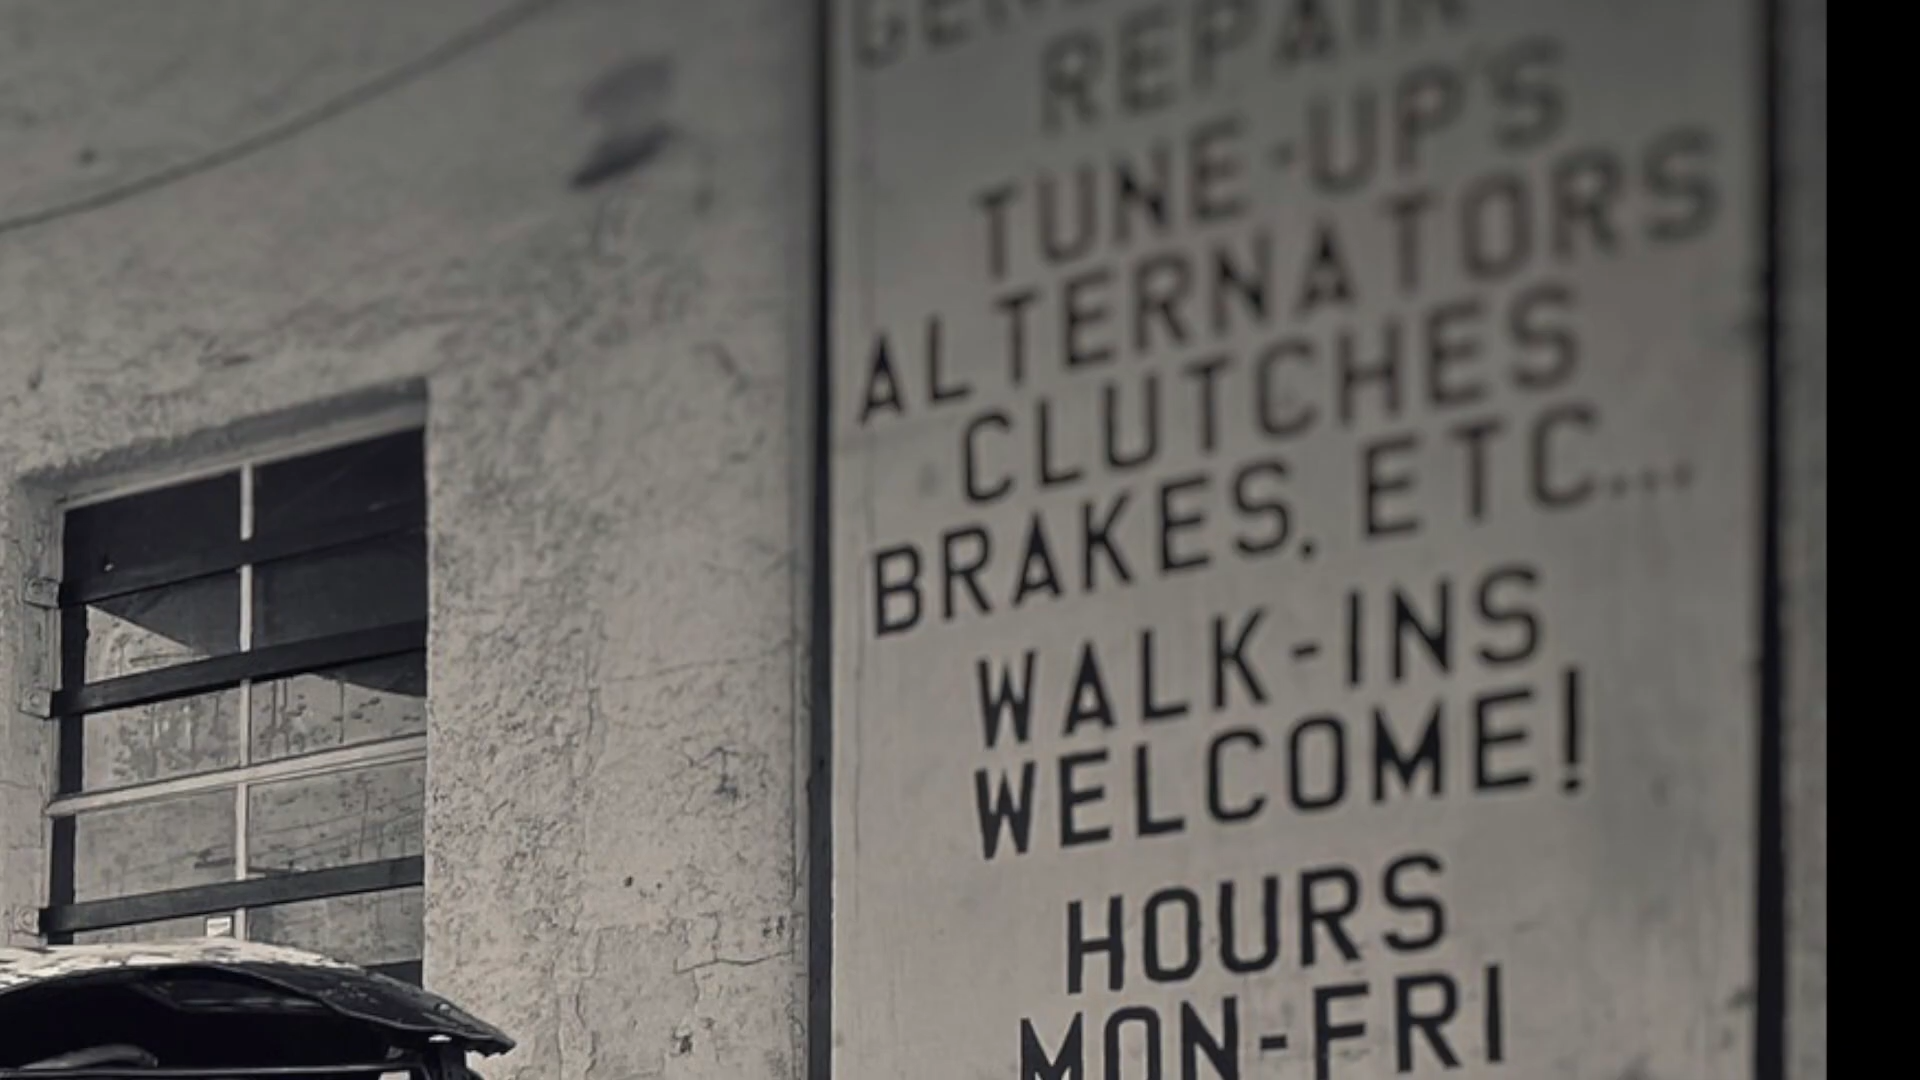 REPAIR
TUNE-UP'S
ALTERNATORS
CLUTCHES
BRAKES, ETC...
WALK-INS
WELCOME!
HOURS
MON-FRI